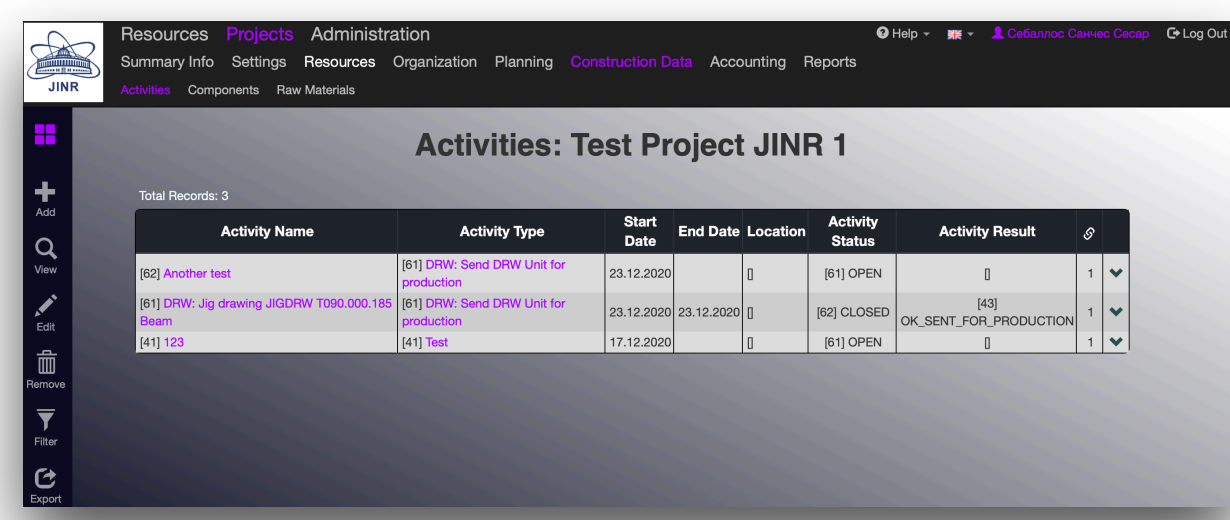 Resources Projects Administration Help Себаллос Санчес Сесар Log Out
Summary Info Settings Resources Organization Planning Construction Data Accounting Reports
JINR
Activities Components Raw Materials
Activities: Test Project JINR 1
Add
View
Edit
Remove
Filter
Export
Total Records: 3
Activity Name Activity Type Start Date End Date Location Activity Status Activity Result
[62] Another test [61] DRW: Send DRW Unit for production 23.12.2020 [] [61] OPEN [] 1
[61] DRW: Jig drawing JIGDRW T090.000.185 Beam [61] DRW: Send DRW Unit for production 23.12.2020 23.12.2020 [] [62] CLOSED [43] OK_SENT_FOR_PRODUCTION 1
[41] 123 [41] Test 17.12.2020 [] [61] OPEN [] 1